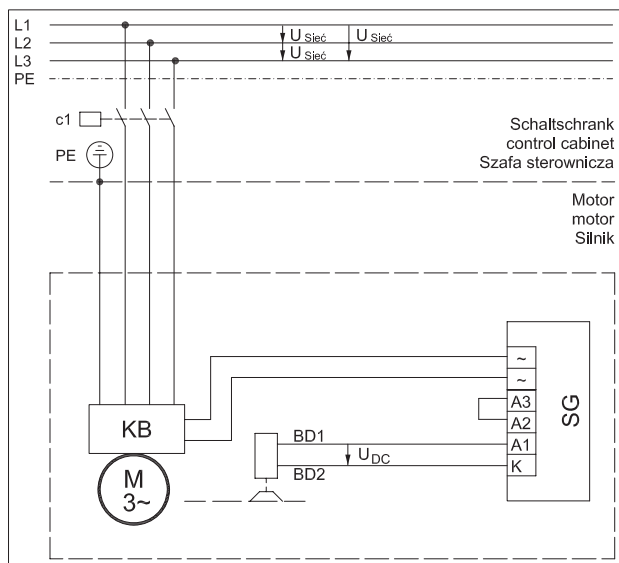 L1
L2
L3
PE
U Sieć
U Sieć
U Sieć
c1
PE
Schaltschrank
control cabinet
Szafa sterownicza
Motor
motor
Silnik
KB
M
3~
BD1
BD2
U DC
~
~
A3
A2
A1
K
SG